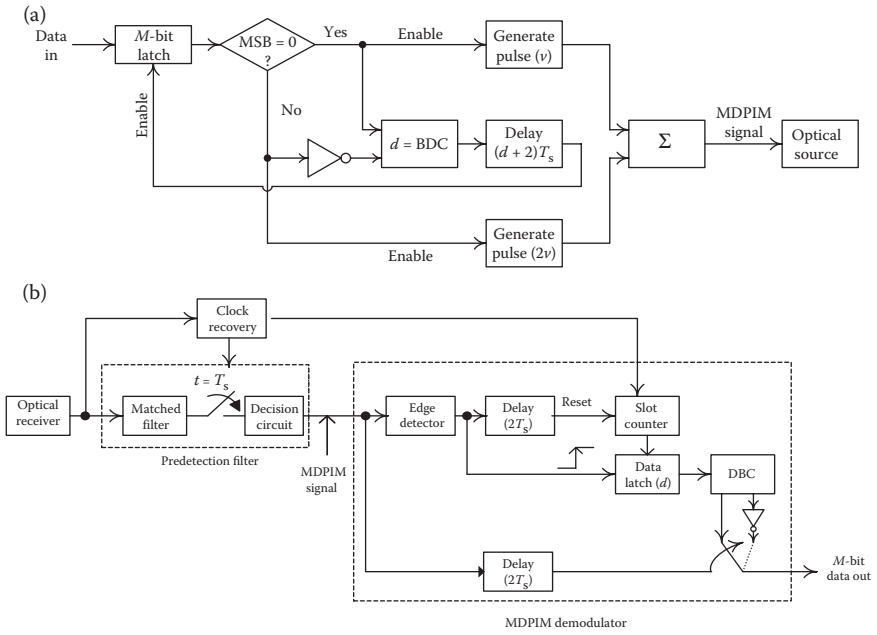 (a)
Data
in
M-bit
latch
MSB = 0
?
Yes
Enable
Generate
pulse (ν)
Enable
No
d = BDC
Delay
(d + 2)Ts
Σ
MDPIM
signal
Optical
source
Generate
pulse (2ν)
Enable
(b)
Clock
recovery
t = Ts
Optical
receiver
Matched
filter
Decision
circuit
Predetection filter
MDPIM
signal
Edge
detector
Delay
(2Ts)
Reset
Slot
counter
Data
latch (d)
DBC
Delay
(2Ts)
M-bit
data out
MDPIM demodulator